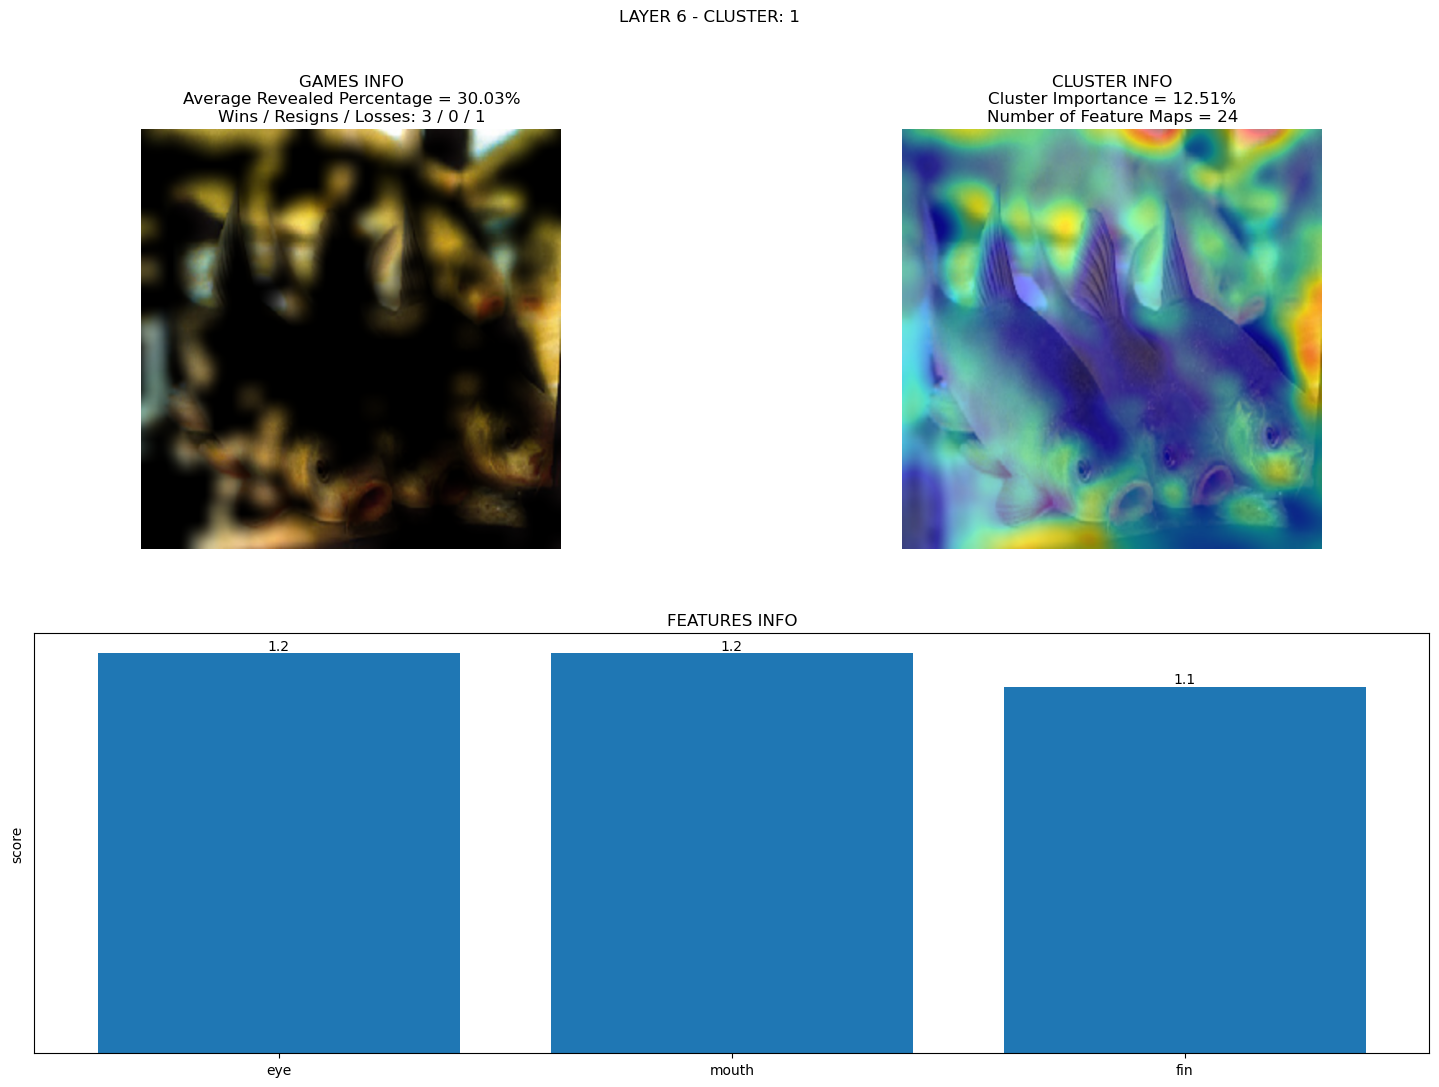 LAYER 6 - CLUSTER: 1
GAMES INFO
Average Revealed Percentage = 30.03%
Wins / Resigns / Losses: 3 / 0 / 1
CLUSTER INFO
Cluster Importance = 12.51%
Number of Feature Maps = 24
FEATURES INFO
score
1.2
1.2
1.1
eye
mouth
fin